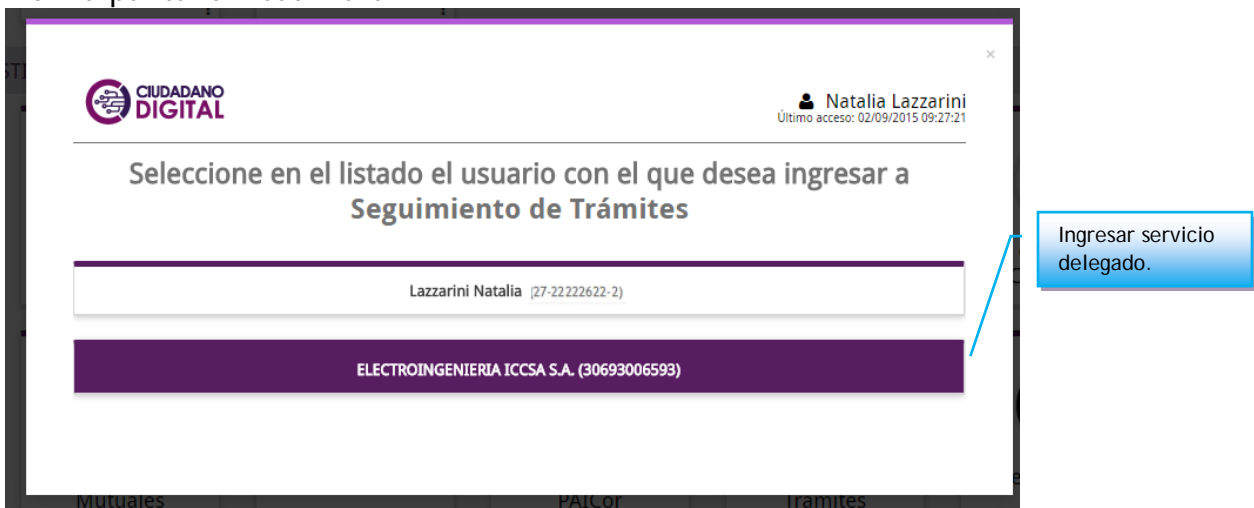 CIUDADANO
DIGITAL
Natalia Lazzarini
Último acceso: 02/09/2015 09:27:21
×
Seleccione en el listado el usuario con el que desea ingresar a
Seguimiento de Trámites
Lazzarini Natalia (27-22222622-2)
ELECTROINGENIERIA ICCSA S.A. (30693006593)
Ingresar servicio
delegado.
Mutuales
PAICor
Trámites